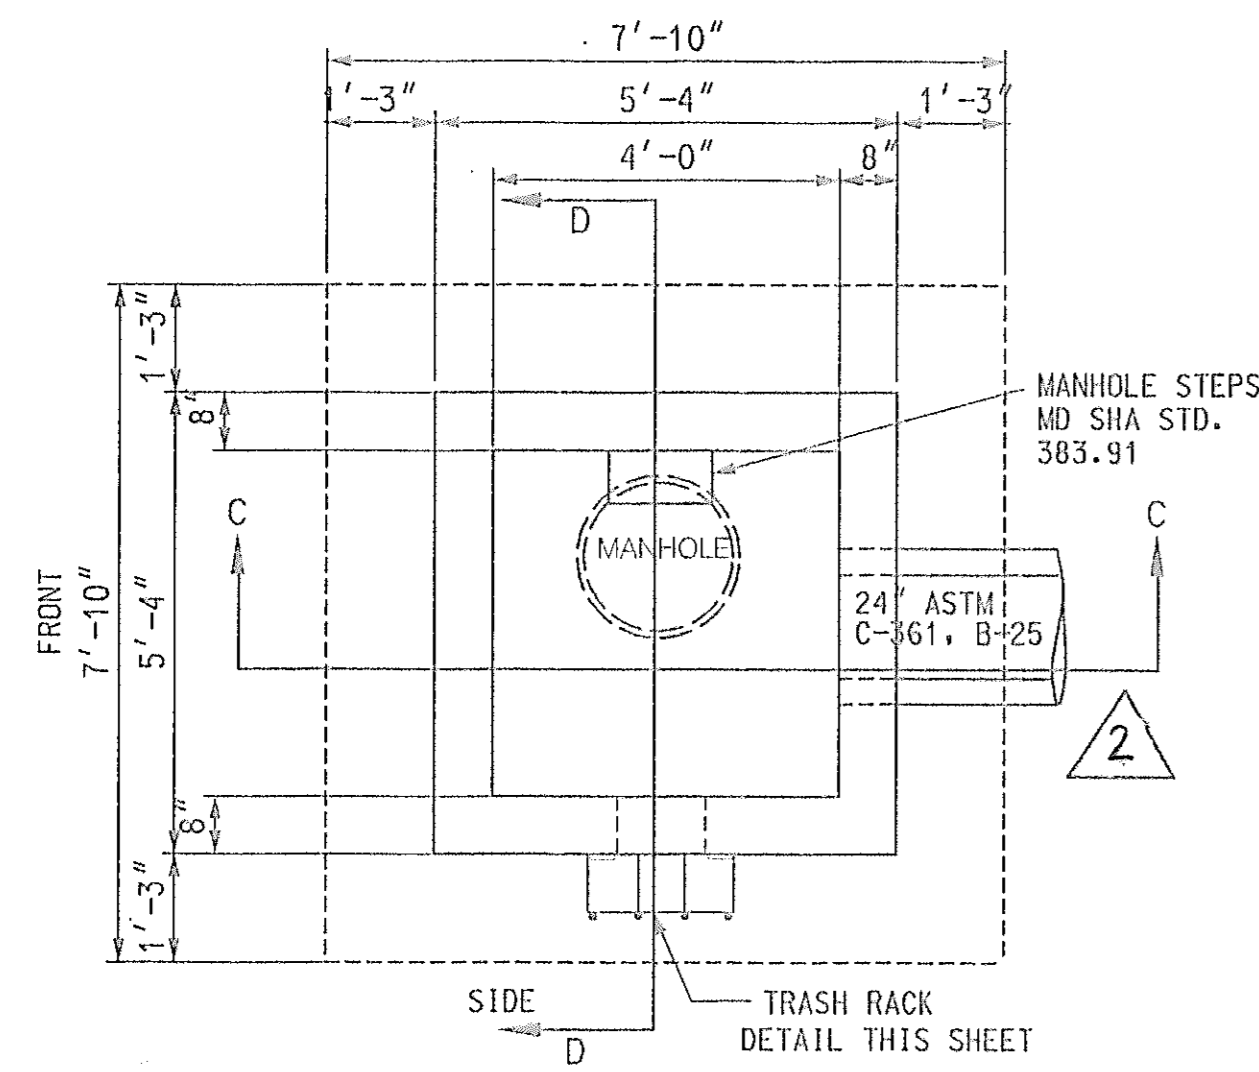 7'-10"
1'-3"
5'-4"
1'-3"
4'-0"
8"
D
1'-3"
8"
MANHOLE STEPS
MD SHA STD.
383.91
C
C
MANHOLE
FRONT
7'-10"
5'-4"
24" ASTM
C-361, B-25
2
8"
1'-3"
SIDE
D
TRASH RACK
DETAIL THIS SHEET